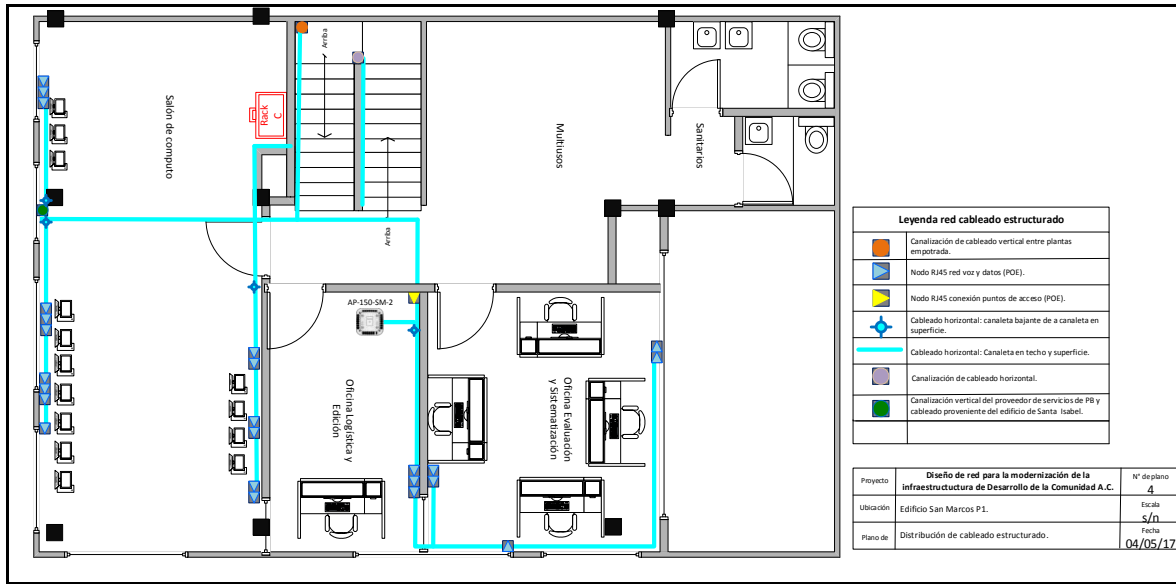 Arriba
Salón de computo
Rack
C
Multiusos
Sanitarios
Arriba
AP-150-SM-2
Oficina Logística y
Edición
Oficina Evaluación
y Sistematización
Leyenda red cableado estructurado
Canalización de cableado vertical entre plantas
empotrada.
Nodo RJ45 red voz y datos (POE).
Nodo RJ45 conexión puntos de acceso (POE).
Cableado horizontal: canaleta bajante de a canaleta en
superficie.
Cableado horizontal: Canaleta en techo y superficie.
Canalización de cableado horizontal.
Canalización vertical del proveedor de servicios de PB y
cableado proveniente del edificio de Santa Isabel.
Proyecto
Diseño de red para la modernización de la
infraestructuctura de Desarrollo de la Comunidad A.C.
N° de plano
4
Ubicación
Edificio San Marcos P1.
Escala
s/n
Plano de
Distribución de cableado estructurado.
Fecha
04/05/17